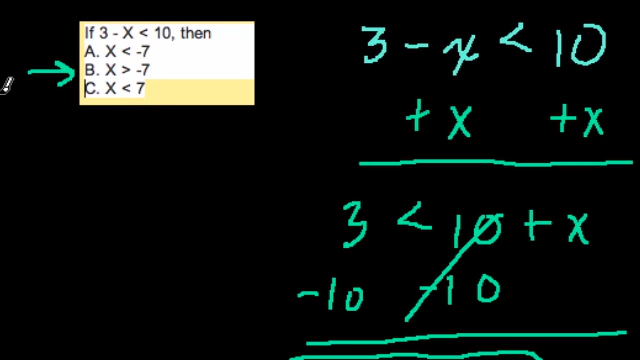 If 3 - X < 10, then
A. X < -7
B. X > -7
C. X < 7
3 - x < 10
+ x + x
3 < 10 + x
-10 -10